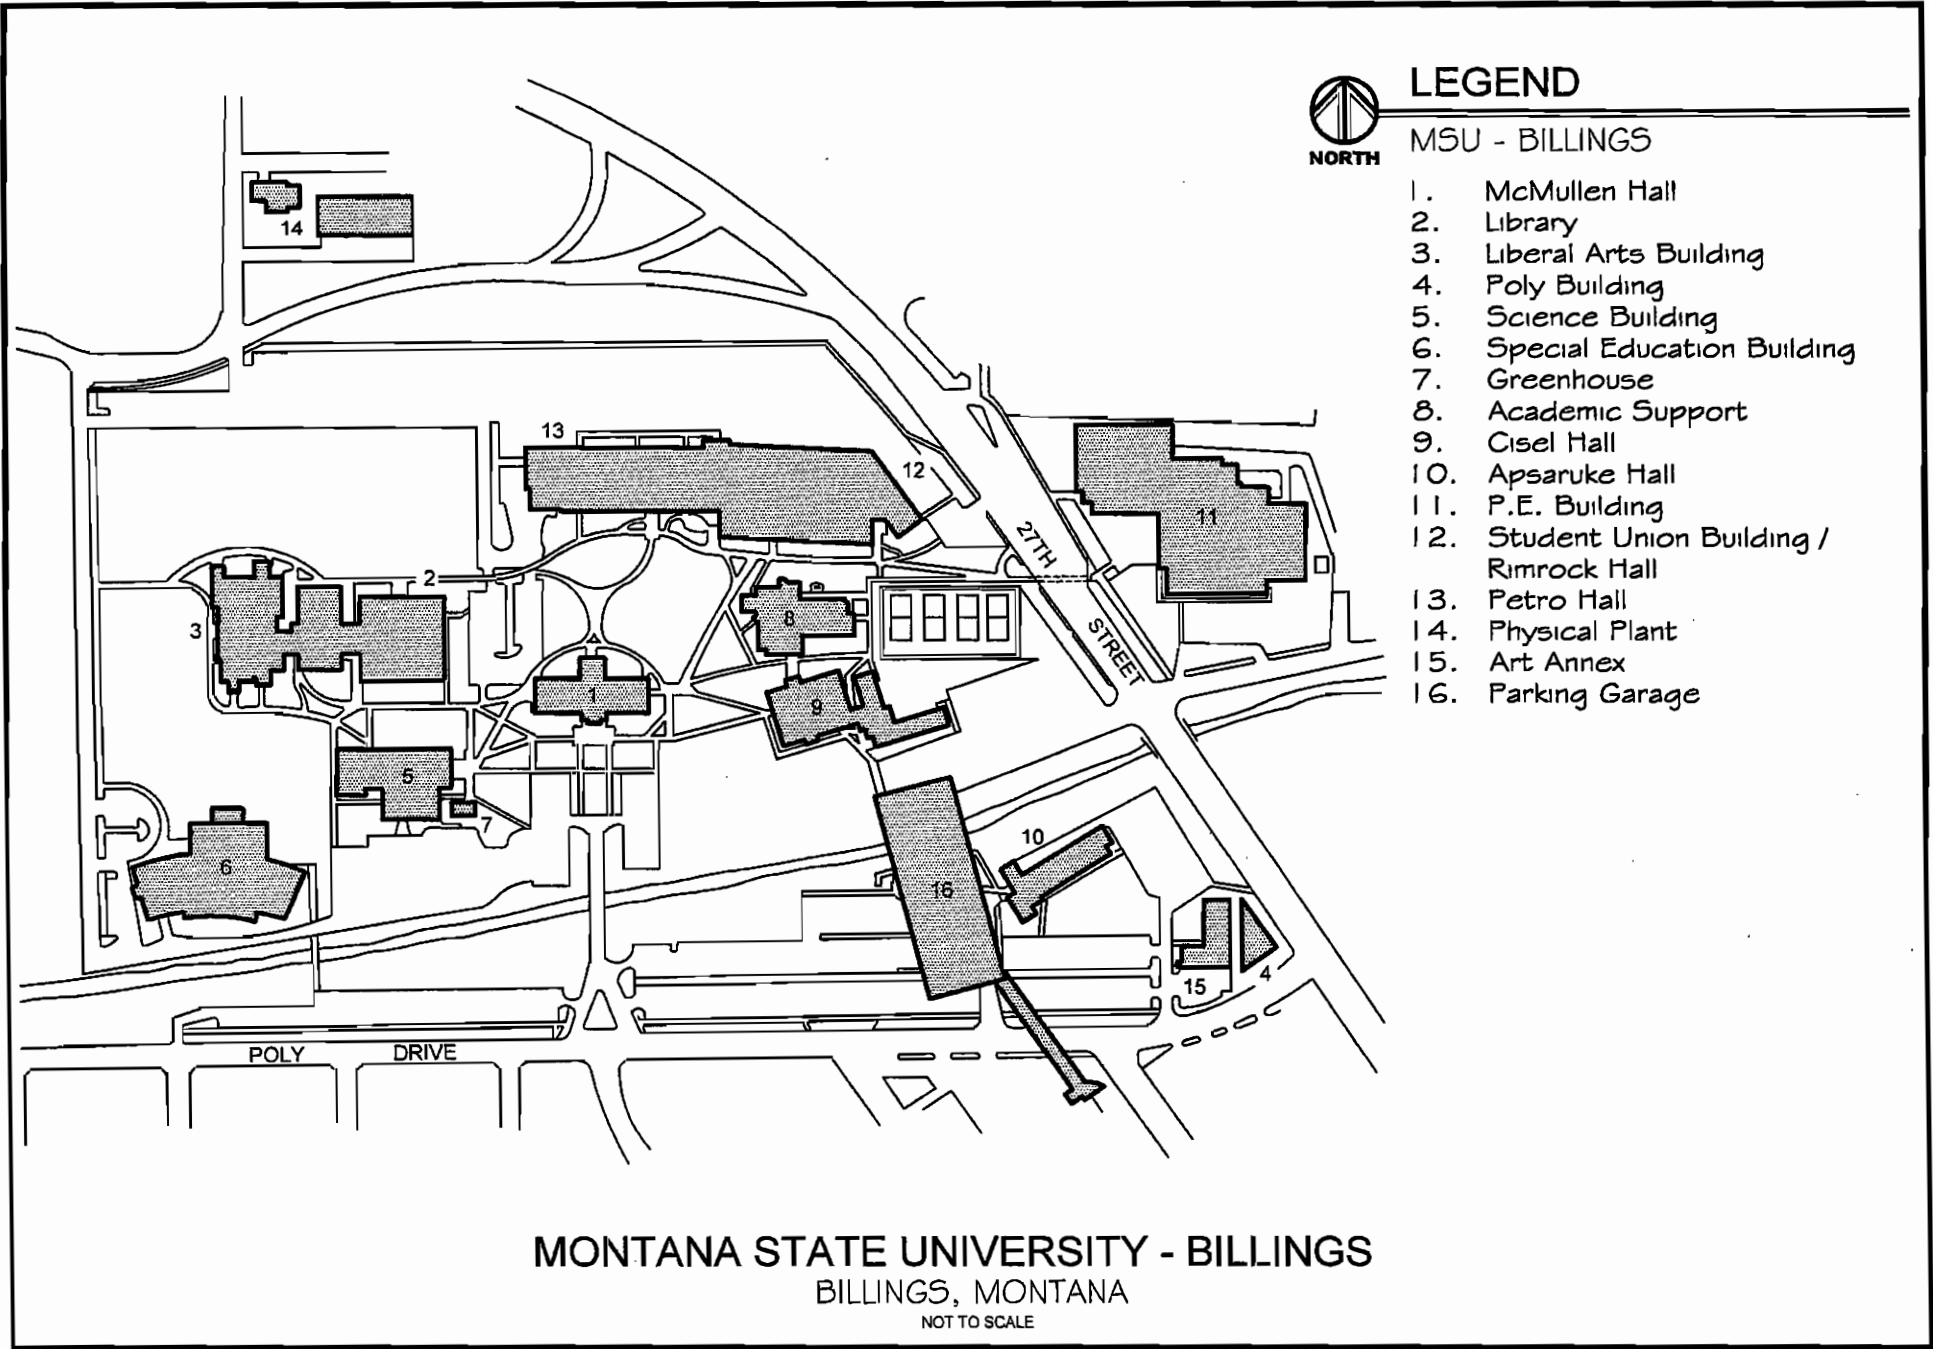 LEGEND
NORTH
MSU - BILLINGS
1. McMullen Hall
2. Library
3. Liberal Arts Building
4. Poly Building
5. Science Building
6. Special Education Building
7. Greenhouse
8. Academic Support
9. Cisel Hall
10. Apsaruke Hall
11. P.E. Building
12. Student Union Building /
Rimrock Hall
13. Petro Hall
14. Physical Plant
15. Art Annex
16. Parking Garage
14
13
12
11
27TH
STREET
2
3
8
1
9
5
7
6
10
16
15
4
POLY DRIVE
MONTANA STATE UNIVERSITY - BILLINGS
BILLINGS, MONTANA
NOT TO SCALE